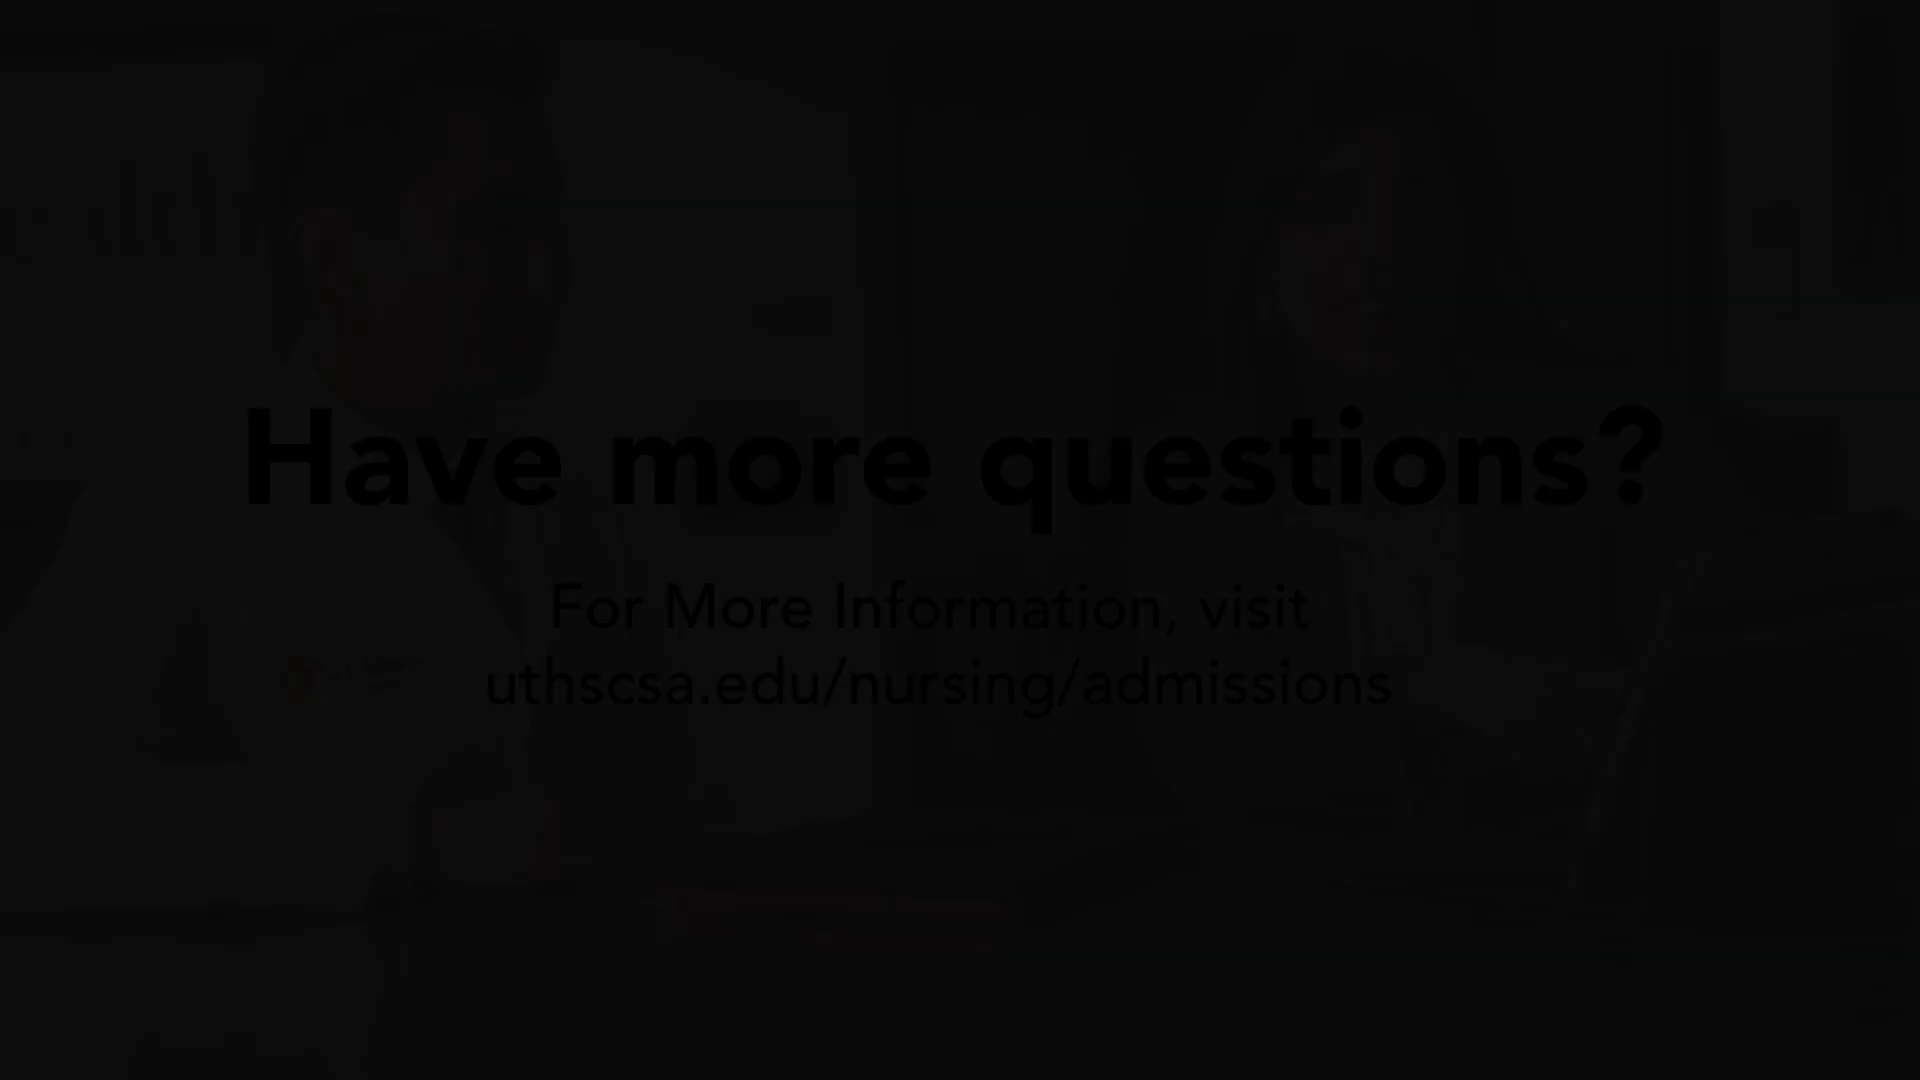 Have more questions?
For More Information, visit
uthscsa.edu/nursing/admissions